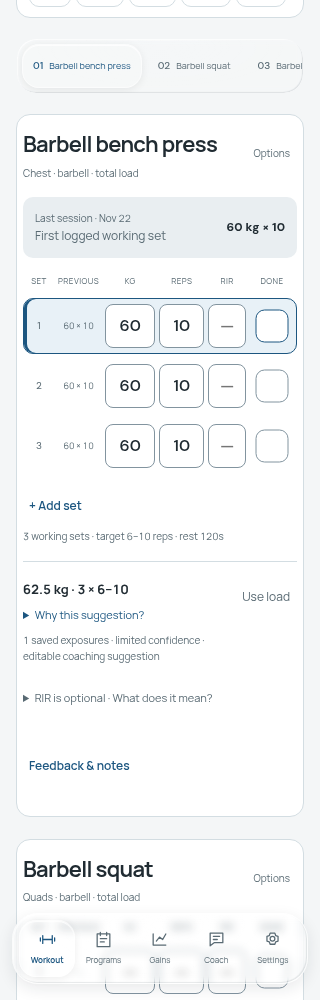 01 Barbell bench press 02 Barbell squat 03 Barbel
Barbell bench press
Options
Chest · barbell · total load
Last session · Nov 22
First logged working set
60 kg × 10
SET PREVIOUS KG REPS RIR DONE
1 60 × 10 60 10 —
2 60 × 10 60 10 —
3 60 × 10 60 10 —
+ Add set
3 working sets · target 6–10 reps · rest 120s
62.5 kg · 3 × 6–10
Use load
▶ Why this suggestion?
1 saved exposures · limited confidence ·
editable coaching suggestion
▶ RIR is optional · What does it mean?
Feedback & notes
Barbell squat
Options
Quads · barbell · total load
Workout Programs Gains Coach Settings